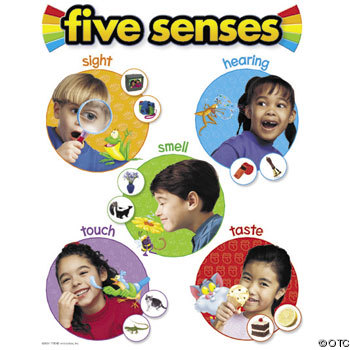 five senses
sight
hearing
smell
touch
taste
© OTC